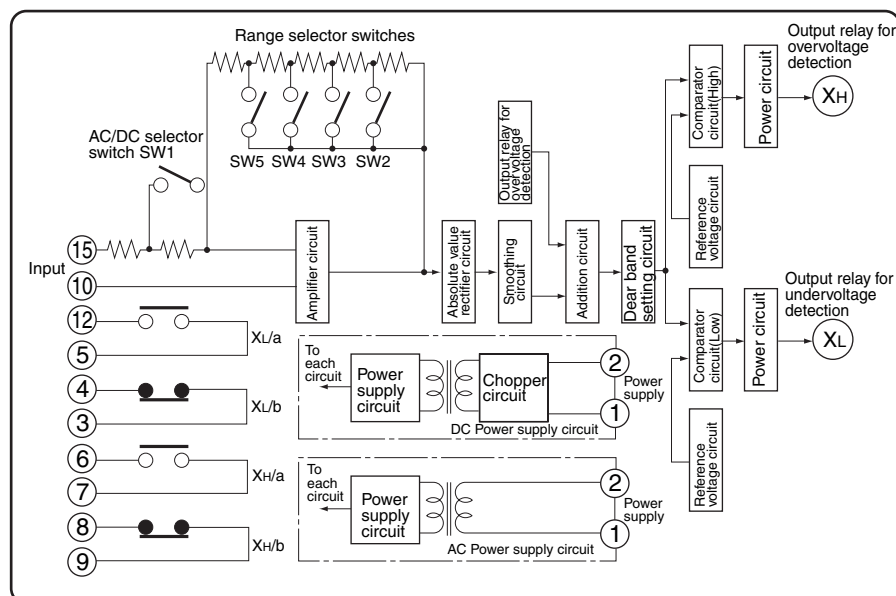 Range selector switches
AC/DC selector
switch SW1
SW5 SW4 SW3 SW2
Output relay for
overvoltage
detection
Output relay for
overvoltage
detection
XH
Comparator
circuit(High)
Power circuit
Reference
voltage circuit
Input
15
10
Amplifier circuit
Absolute value
rectifier circuit
Smoothing
circuit
Addition circuit
Dear band
setting circuit
Output relay for
undervoltage
detection
XL
Comparator
circuit(Low)
Power circuit
Reference
voltage circuit
12
XL/a
5
4
XL/b
3
6
XH/a
7
8
XH/b
9
To
each
circuit
Power
supply
circuit
Chopper
circuit
2
Power
supply
1
DC Power supply circuit
To
each
circuit
Power
supply
circuit
2
Power
supply
1
AC Power supply circuit